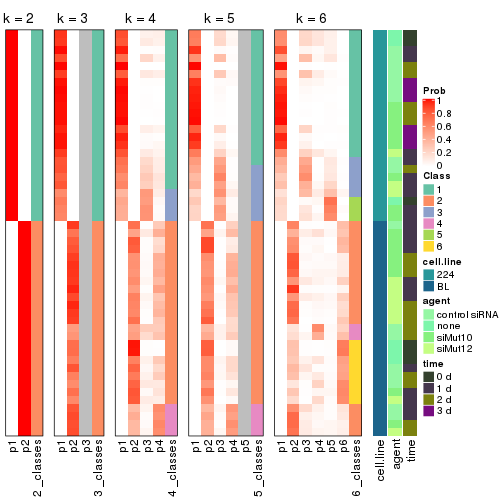 k = 2
k = 3
k = 4
k = 5
k = 6
Prob
1
0.8
0.6
0.4
0.2
0
Class
1
2
3
4
5
6
cell.line
224
BL
agent
control siRNA
none
siMut10
siMut12
time
0 d
1 d
2 d
3 d
p1
p2
2_classes
p1
p2
p3
3_classes
p1
p2
p3
p4
4_classes
p1
p2
p3
p4
p5
5_classes
p1
p2
p3
p4
p5
p6
6_classes
cell.line
agent
time